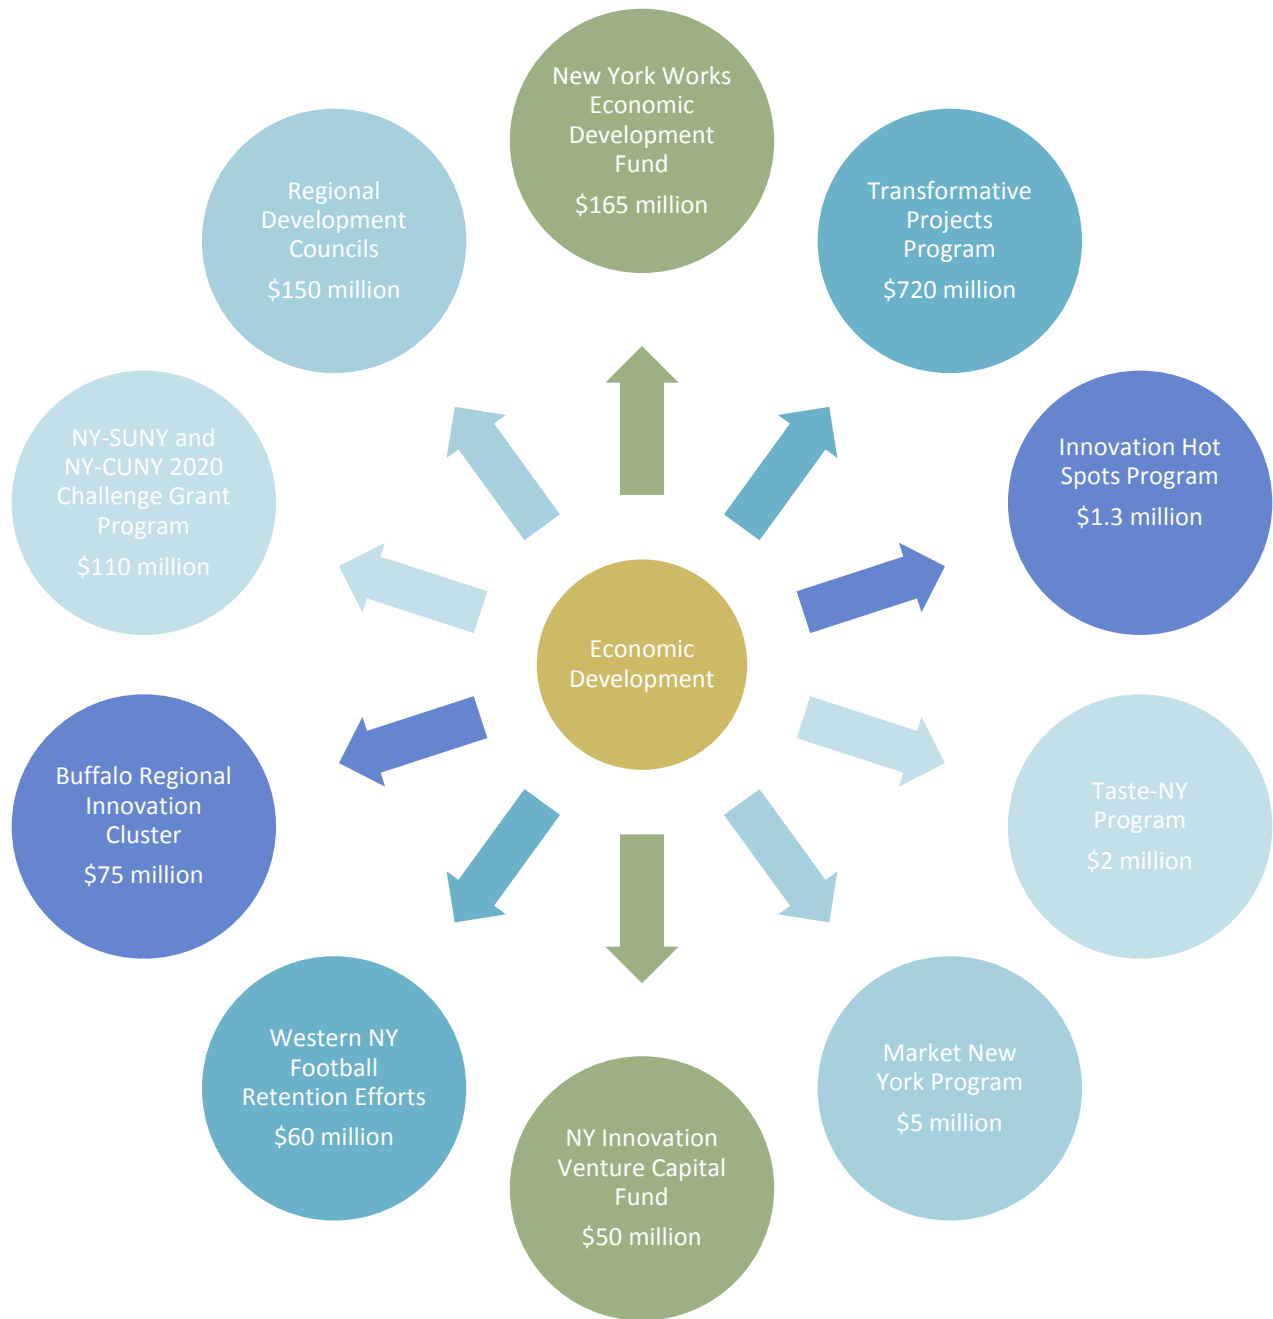 New York Works
Economic
Development
Fund
$165 million
Transformative
Projects
Program
$720 million
Innovation Hot
Spots Program
$1.3 million
Taste-NY
Program
$2 million
Market New
York Program
$5 million
NY Innovation
Venture Capital
Fund
$50 million
Western NY
Football
Retention Efforts
$60 million
Buffalo Regional
Innovation
Cluster
$75 million
NY-SUNY and
NY-CUNY 2020
Challenge Grant
Program
$110 million
Regional
Development
Councils
$150 million
Economic
Development